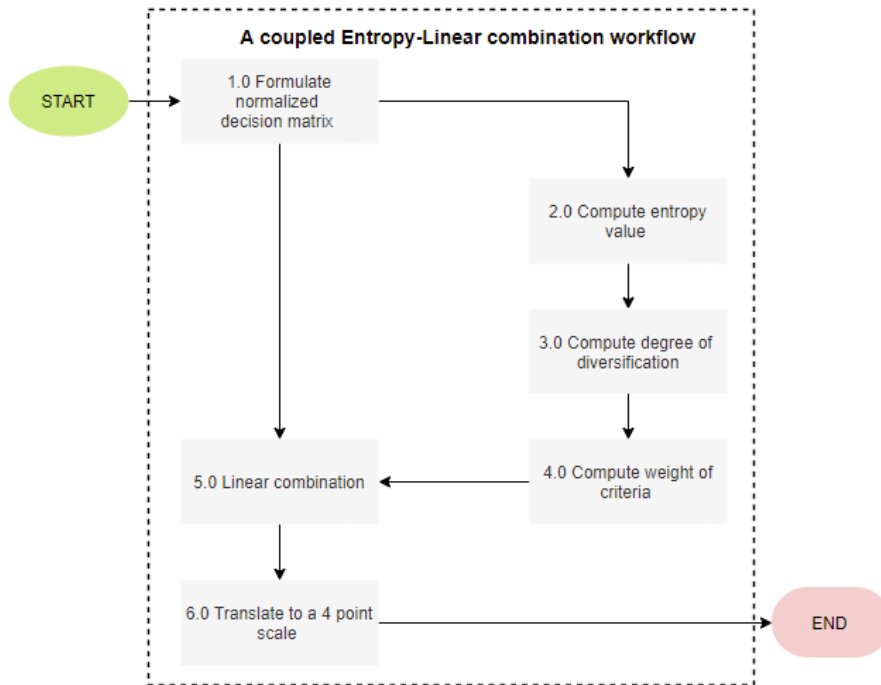 A coupled Entropy-Linear combination workflow
START
1.0 Formulate
normalized
decision matrix
2.0 Compute entropy
value
3.0 Compute degree of
diversification
4.0 Compute weight of
criteria
5.0 Linear combination
6.0 Translate to a 4 point
scale
END